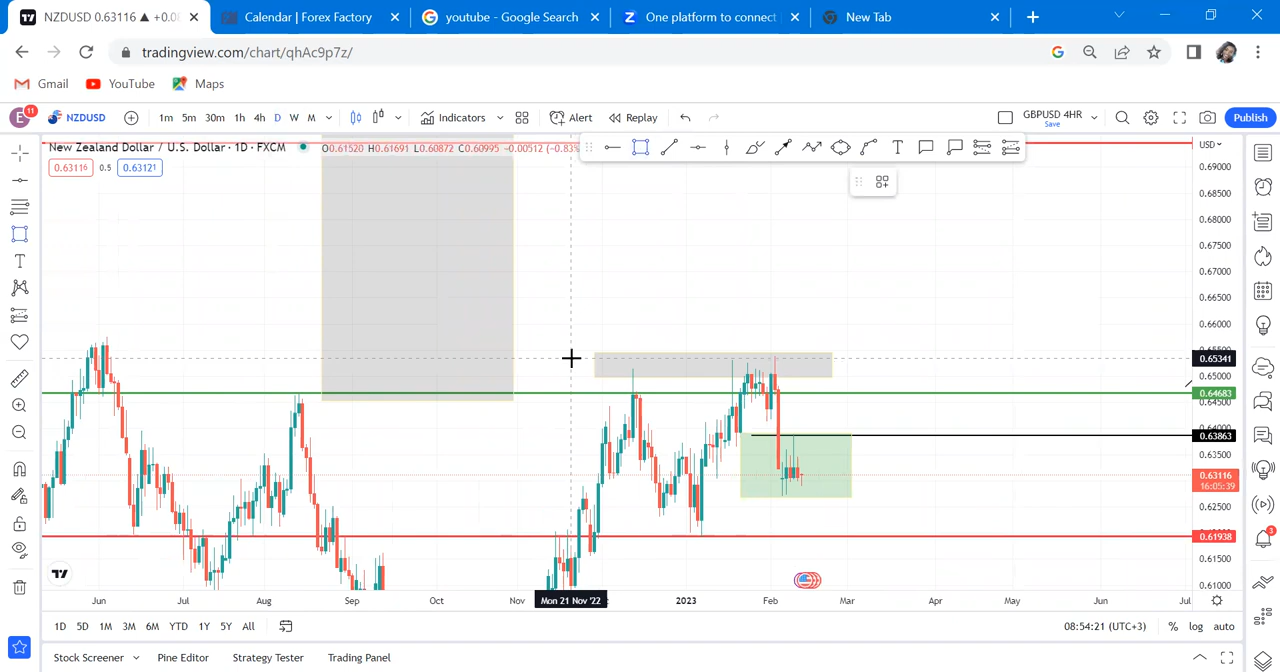 NZDUSD 0.63116 ▲ +0.0
Calendar | Forex Factory
youtube - Google Search
One platform to connect
New Tab
tradingview.com/chart/qhAc9p7z/
Gmail
YouTube
Maps
E
11
NZDUSD
1m 5m 30m 1h 4h D W M
Indicators
Alert
Replay
GBPUSD 4HR
Save
Publish
New Zealand Dollar / U.S. Dollar · 1D · FXCM
O0.61520 H0.61691 L0.60872 C0.60995 −0.00512 (−0.83%
USD
0.63116
0.5
0.63121
0.69000
0.68500
0.68000
0.67500
0.67000
0.66500
0.66000
0.65341
0.65000
0.64683
0.64500
0.63863
0.63500
0.63116
16:05:39
0.62500
0.61938
0.61500
0.61000
Jun
Jul
Aug
Sep
Oct
Nov
Mon 21 Nov '22
2023
Feb
Mar
Apr
May
Jun
Jul
1D 5D 1M 3M 6M YTD 1Y 5Y All
08:54:21 (UTC+3)
% log auto
Stock Screener
Pine Editor
Strategy Tester
Trading Panel
3